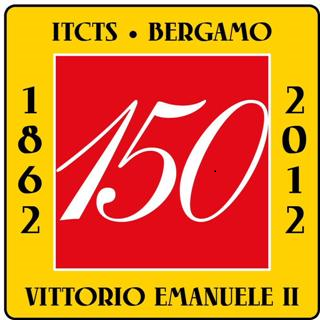 ITCTS • BERGAMO
1862
150
2012
VITTORIO EMANUELE II